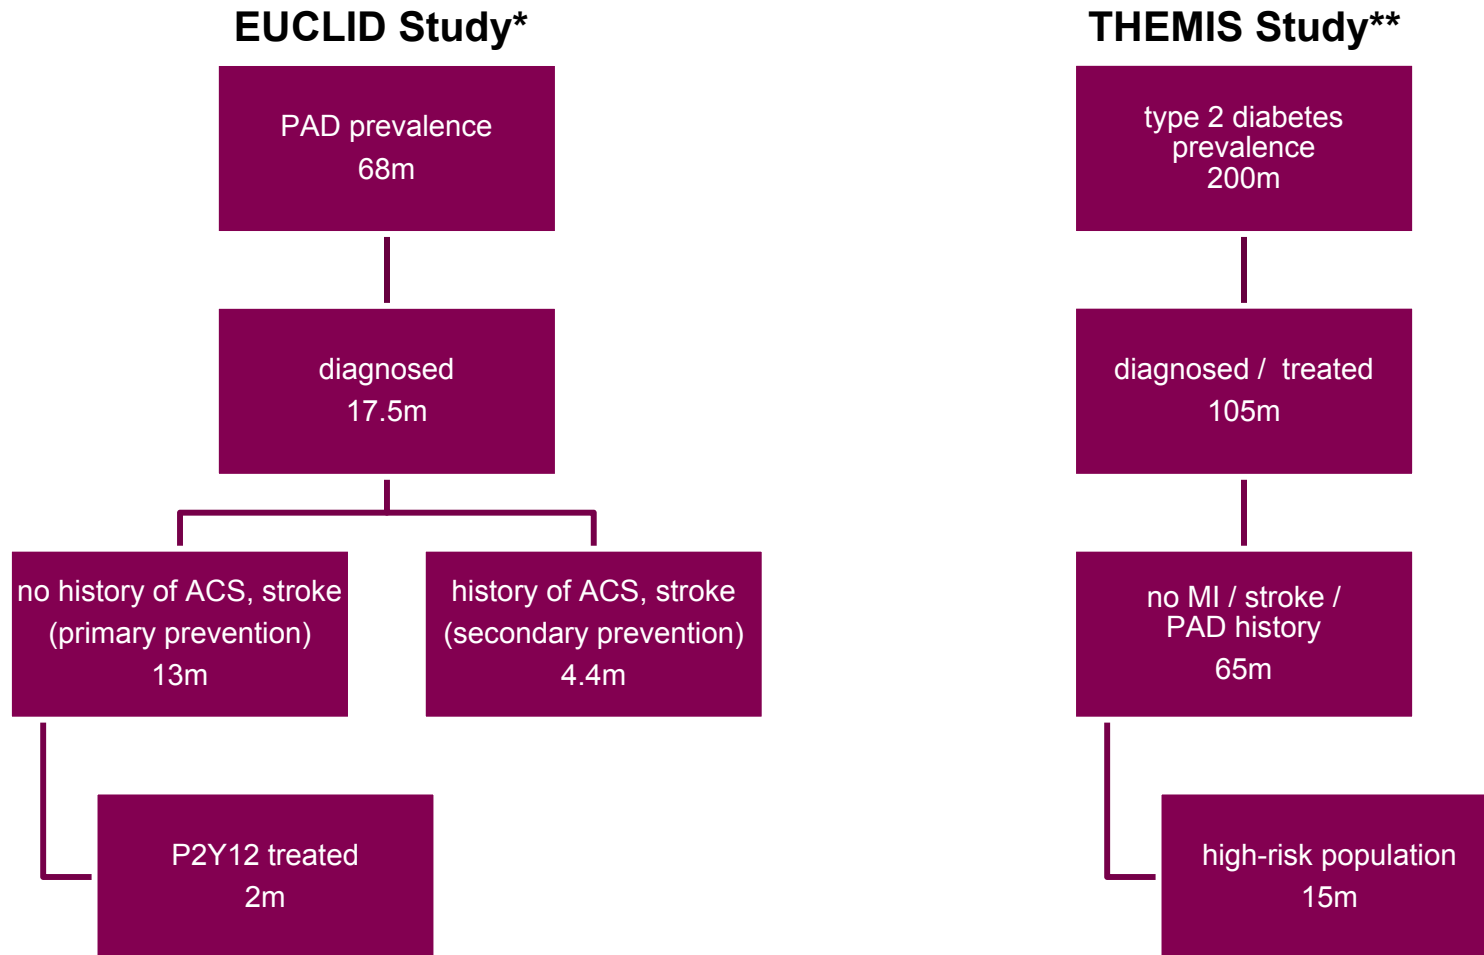 EUCLID Study*
PAD prevalence
68m
diagnosed
17.5m
no history of ACS, stroke
(primary prevention)
13m
history of ACS, stroke
(secondary prevention)
4.4m
P2Y12 treated
2m
THEMIS Study**
type 2 diabetes
prevalence
200m
diagnosed / treated
105m
no MI / stroke /
PAD history
65m
high-risk population
15m